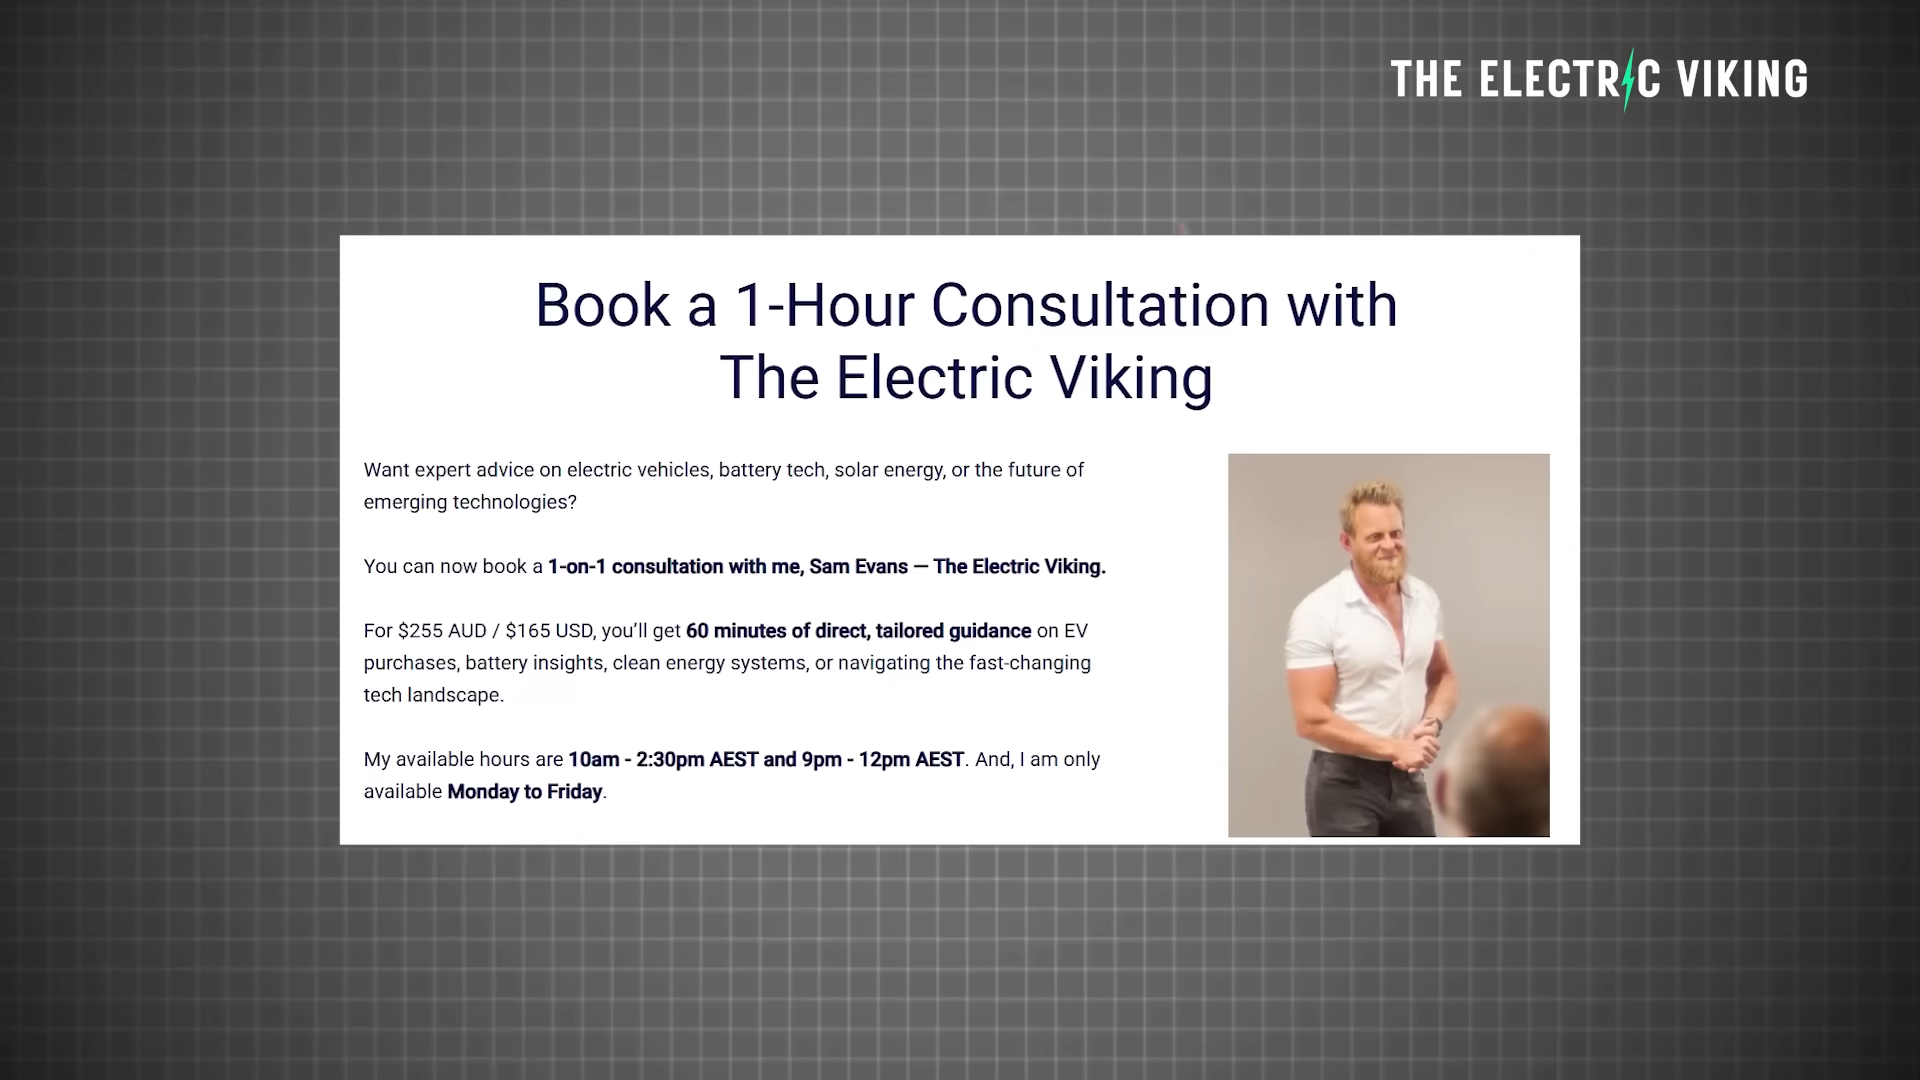 THE ELECTRIC VIKING
Book a 1-Hour Consultation with
The Electric Viking
Want expert advice on electric vehicles, battery tech, solar energy, or the future of
emerging technologies?
You can now book a 1-on-1 consultation with me, Sam Evans — The Electric Viking.
For $255 AUD / $165 USD, you’ll get 60 minutes of direct, tailored guidance on EV
purchases, battery insights, clean energy systems, or navigating the fast-changing
tech landscape.
My available hours are 10am - 2:30pm AEST and 9pm - 12pm AEST. And, I am only
available Monday to Friday.